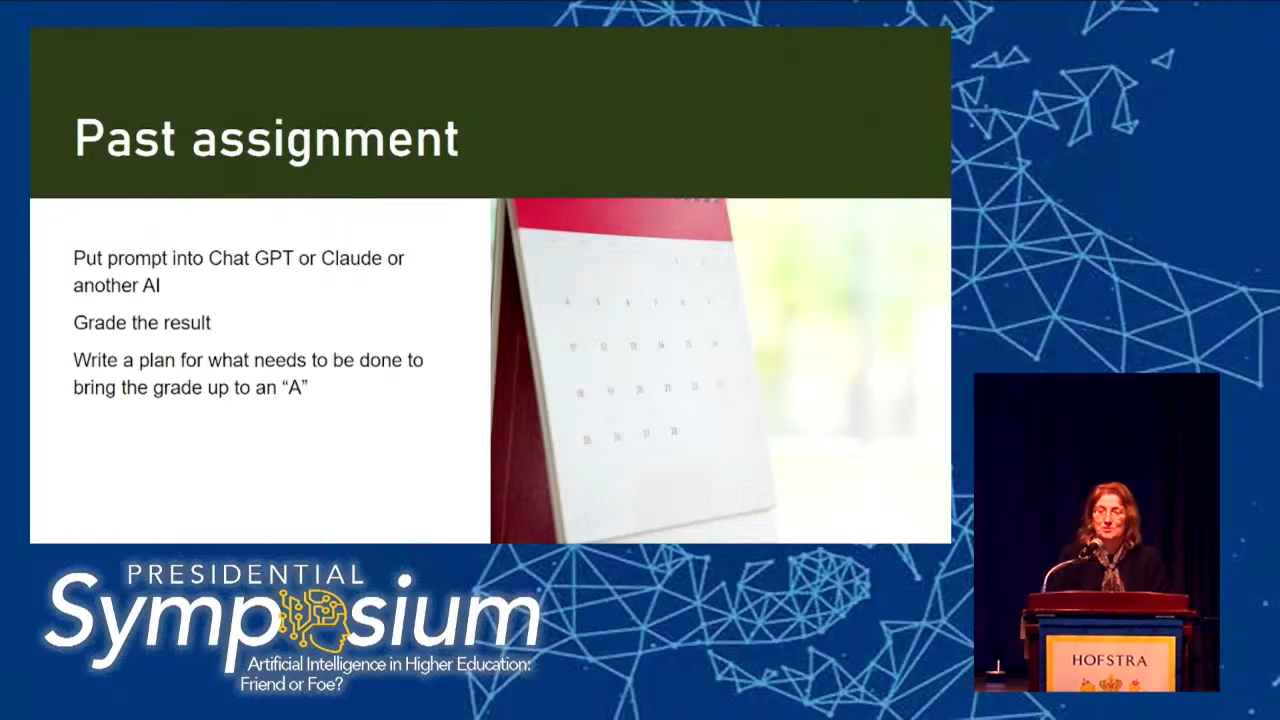 Past assignment
Put prompt into Chat GPT or Claude or
another AI
Grade the result
Write a plan for what needs to be done to
bring the grade up to an “A”
PRESIDENTIAL
Symposium
Artificial Intelligence in Higher Education:
Friend or Foe?
HOFSTRA